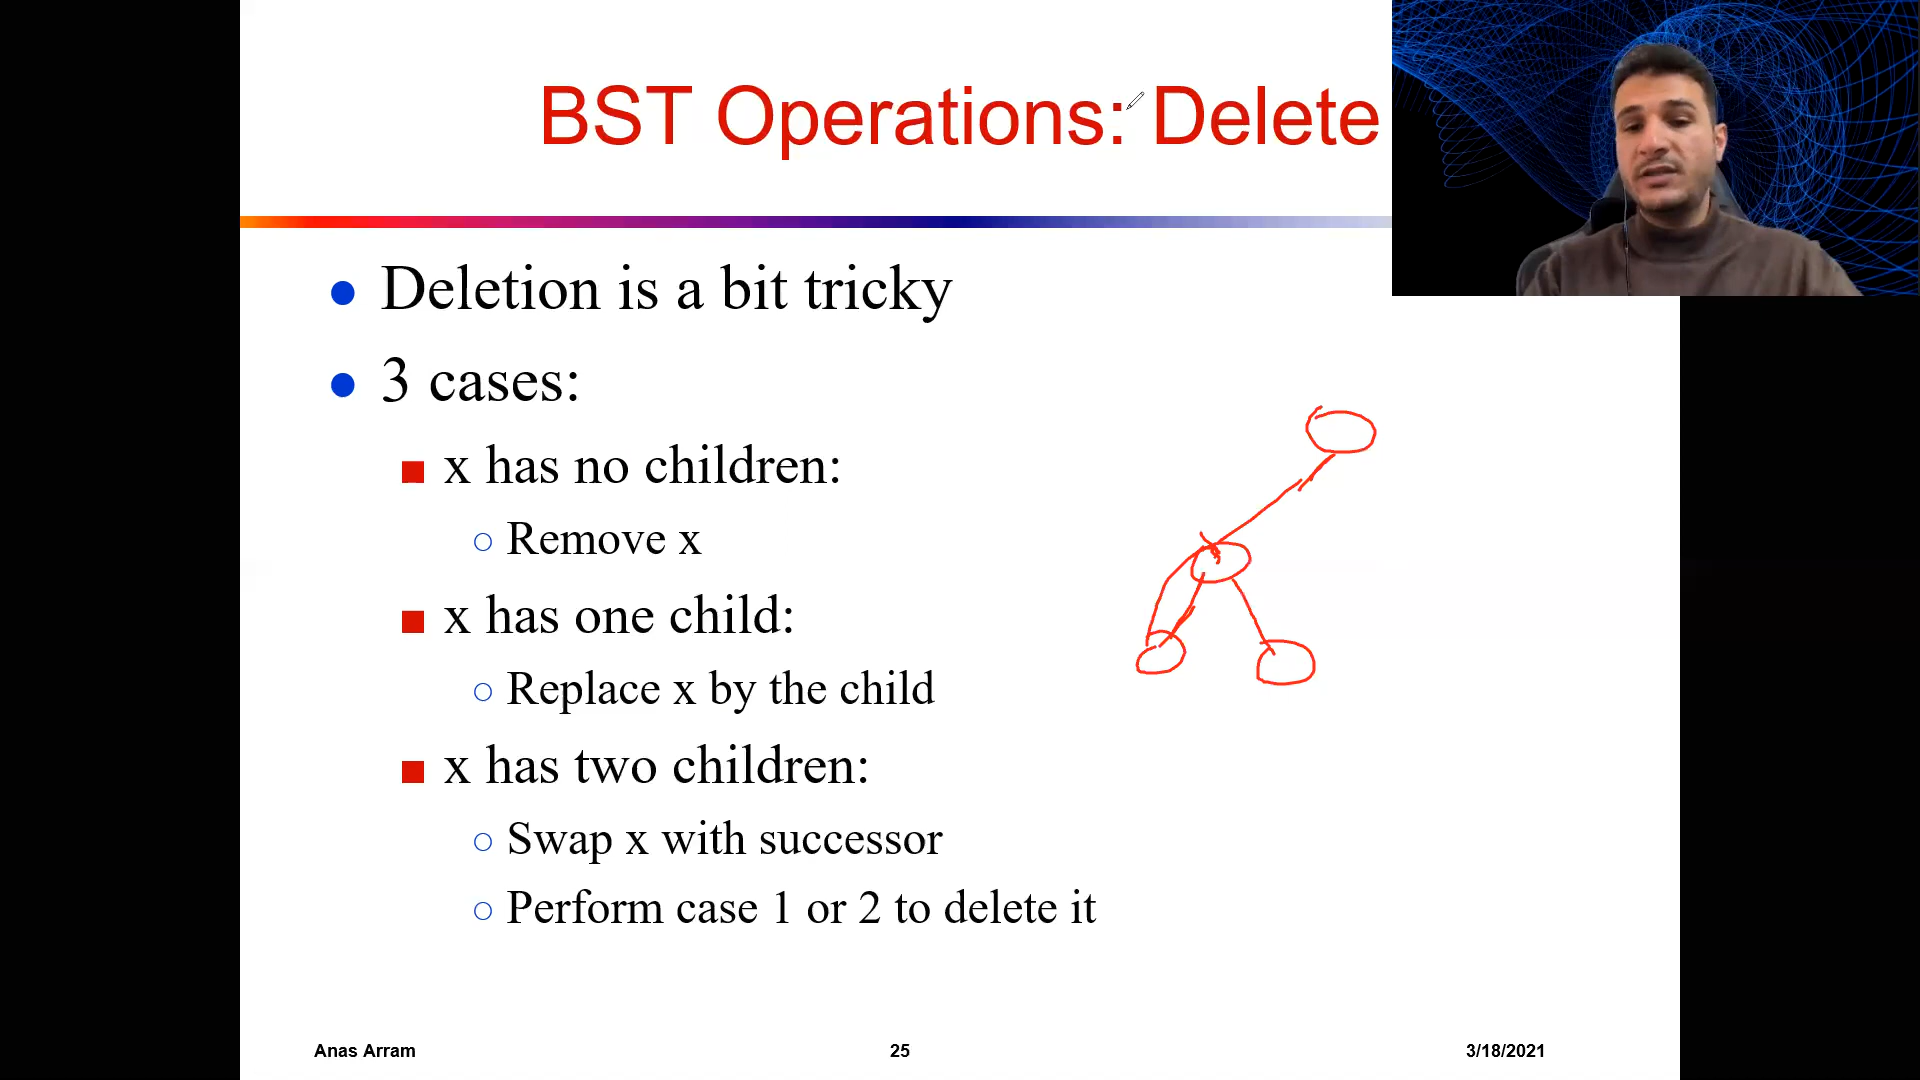 BST Operations: Delete
● Deletion is a bit tricky
● 3 cases:
■ x has no children:
○ Remove x
■ x has one child:
○ Replace x by the child
■ x has two children:
○ Swap x with successor
○ Perform case 1 or 2 to delete it
Anas Arram 25 3/18/2021